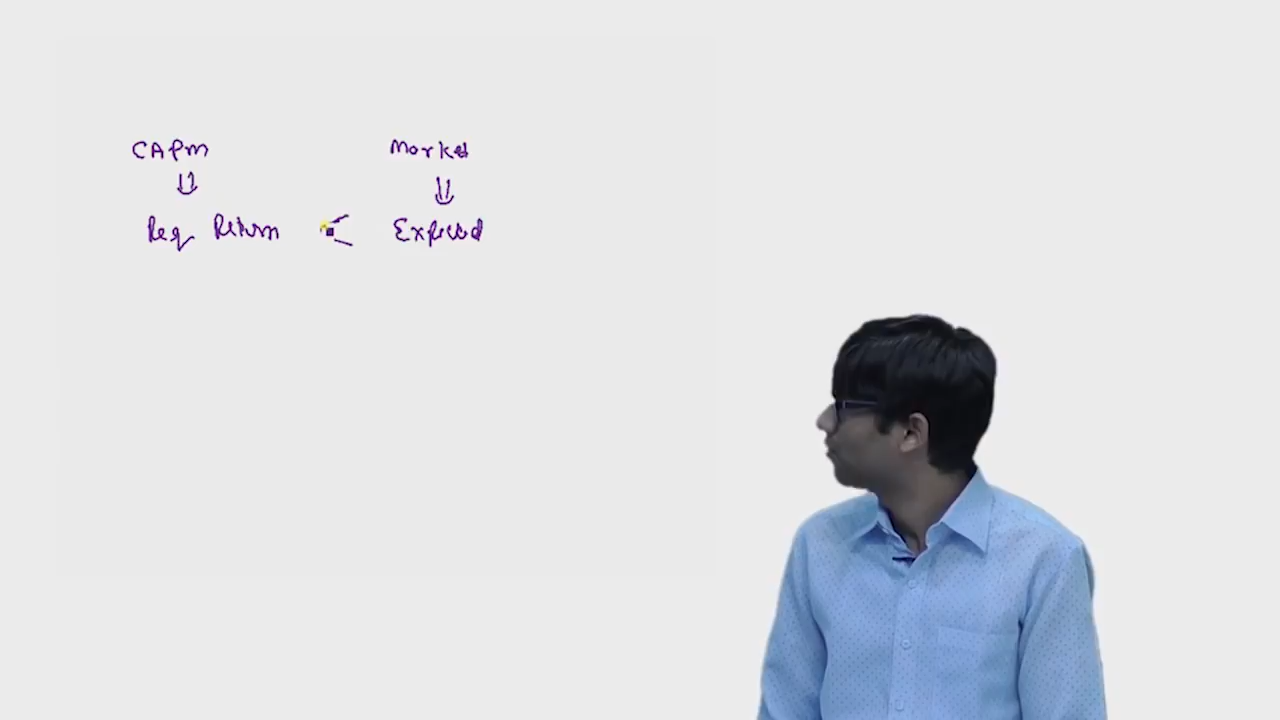 CAPM Market
⇓ ⇓
Req Return < Expected